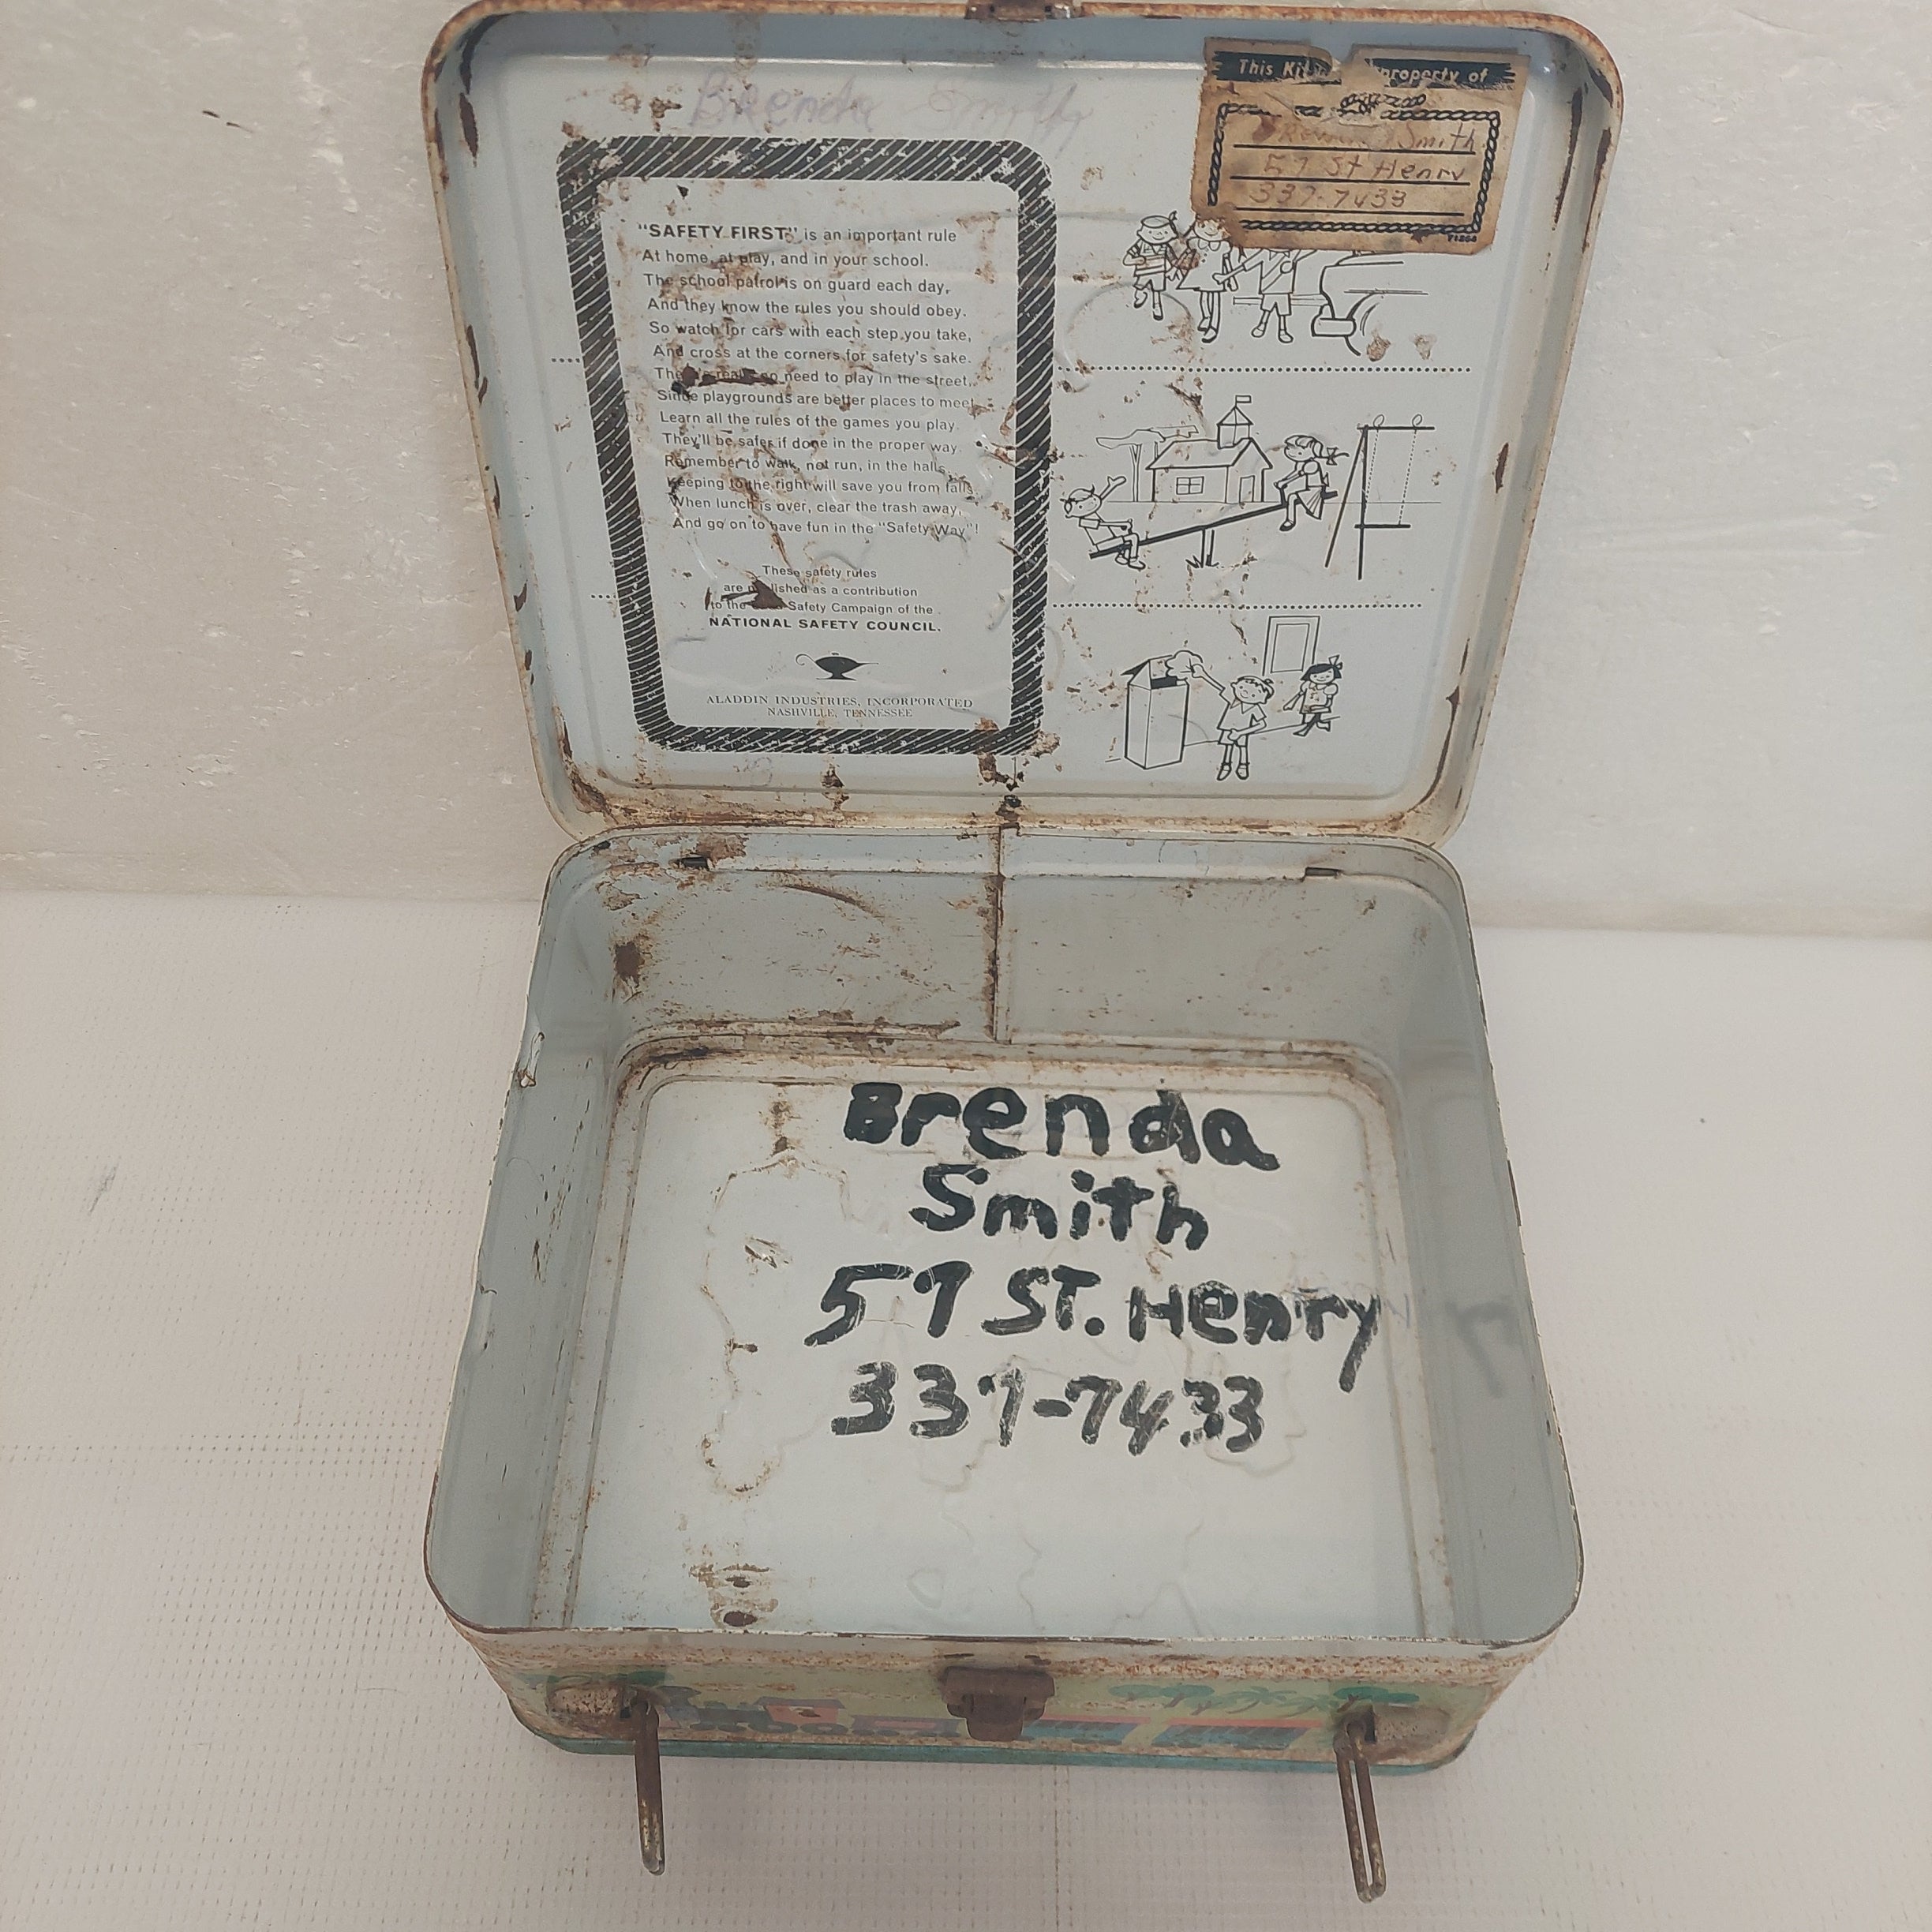 Brenda Smith
This Kit property of
Smith
57 St Henry
337-7433
"SAFETY FIRST" is an important rule
At home, at play, and in your school.
The school patrol is on guard each day,
And they know the rules you should obey.
So watch for cars with each step you take,
And cross at the corners for safety's sake.
There's really no need to play in the street,
Since playgrounds are better places to meet
Learn all the rules of the games you play.
They'll be safer if done in the proper way.
Remember to walk, not run, in the halls,
Keeping to the right will save you from falls
When lunch is over, clear the trash away,
And go on to have fun in the "Safety Way"!
These safety rules
are published as a contribution
to the Safety Campaign of the
NATIONAL SAFETY COUNCIL.
ALADDIN INDUSTRIES, INCORPORATED
NASHVILLE, TENNESSEE
Brenda
Smith
57 ST. Henry
337-7433